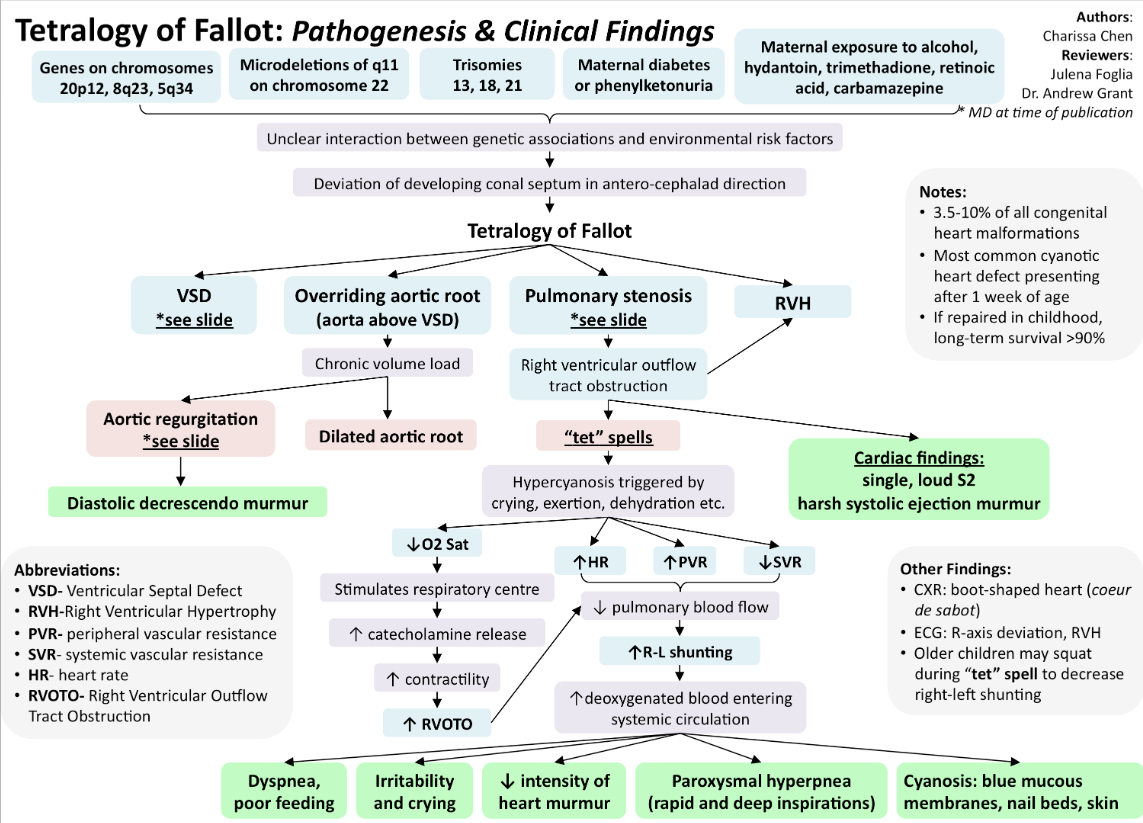 Tetralogy of Fallot: Pathogenesis & Clinical Findings
Authors:
Charissa Chen
Reviewers:
Julena Foglia
Dr. Andrew Grant
* MD at time of publication
Genes on chromosomes
20p12, 8q23, 5q34
Microdeletions of q11
on chromosome 22
Trisomies
13, 18, 21
Maternal diabetes
or phenylketonuria
Maternal exposure to alcohol,
hydantoin, trimethadione, retinoic
acid, carbamazepine
Unclear interaction between genetic associations and environmental risk factors
Deviation of developing conal septum in antero-cephalad direction
Tetralogy of Fallot
Notes:
• 3.5-10% of all congenital
heart malformations
• Most common cyanotic
heart defect presenting
after 1 week of age
• If repaired in childhood,
long-term survival >90%
VSD
*see slide
Overriding aortic root
(aorta above VSD)
Pulmonary stenosis
*see slide
RVH
Chronic volume load
Right ventricular outflow
tract obstruction
Aortic regurgitation
*see slide
Dilated aortic root
“tet” spells
Cardiac findings:
single, loud S2
harsh systolic ejection murmur
Diastolic decrescendo murmur
Hypercyanosis triggered by
crying, exertion, dehydration etc.
↓O2 Sat
↑HR
↑PVR
↓SVR
Stimulates respiratory centre
↓ pulmonary blood flow
↑ catecholamine release
↑R-L shunting
↑ contractility
↑deoxygenated blood entering
systemic circulation
↑ RVOTO
Abbreviations:
• VSD- Ventricular Septal Defect
• RVH-Right Ventricular Hypertrophy
• PVR- peripheral vascular resistance
• SVR- systemic vascular resistance
• HR- heart rate
• RVOTO- Right Ventricular Outflow
Tract Obstruction
Other Findings:
• CXR: boot-shaped heart (coeur
de sabot)
• ECG: R-axis deviation, RVH
• Older children may squat
during “tet” spell to decrease
right-left shunting
Dyspnea,
poor feeding
Irritability
and crying
↓ intensity of
heart murmur
Paroxysmal hyperpnea
(rapid and deep inspirations)
Cyanosis: blue mucous
membranes, nail beds, skin